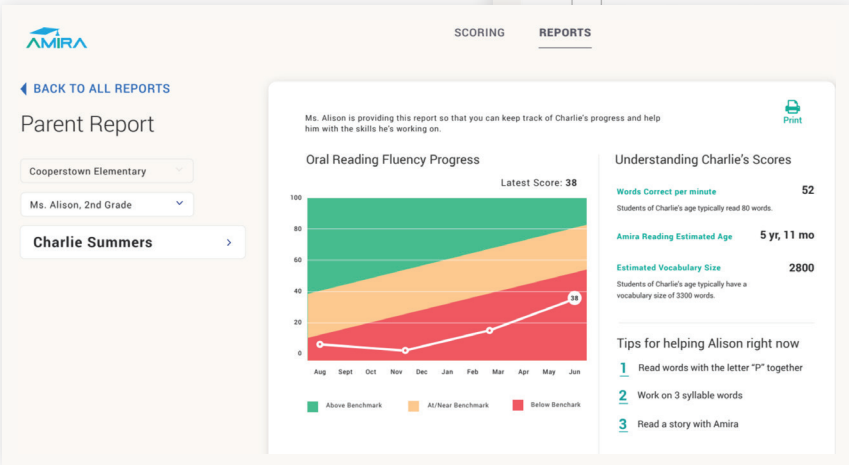 AMIRA
SCORING
REPORTS
BACK TO ALL REPORTS
Parent Report
Cooperstown Elementary
Ms. Alison, 2nd Grade
Charlie Summers
Ms. Alison is providing this report so that you can keep track of Charlie's progress and help
him with the skills he's working on.
Print
Oral Reading Fluency Progress
Latest Score: 38
100
80
60
40
20
0
38
Aug Sept Oct Nov Dec Jan Feb Mar Apr May Jun
Above Benchmark
At/Near Benchmark
Below Benchark
Understanding Charlie's Scores
Words Correct per minute 52
Students of Charlie's age typically read 80 words.
Amira Reading Estimated Age 5 yr, 11 mo
Estimated Vocabulary Size 2800
Students of Charlie's age typically have a
vocabulary size of 3300 words.
Tips for helping Alison right now
1 Read words with the letter "P" together
2 Work on 3 syllable words
3 Read a story with Amira